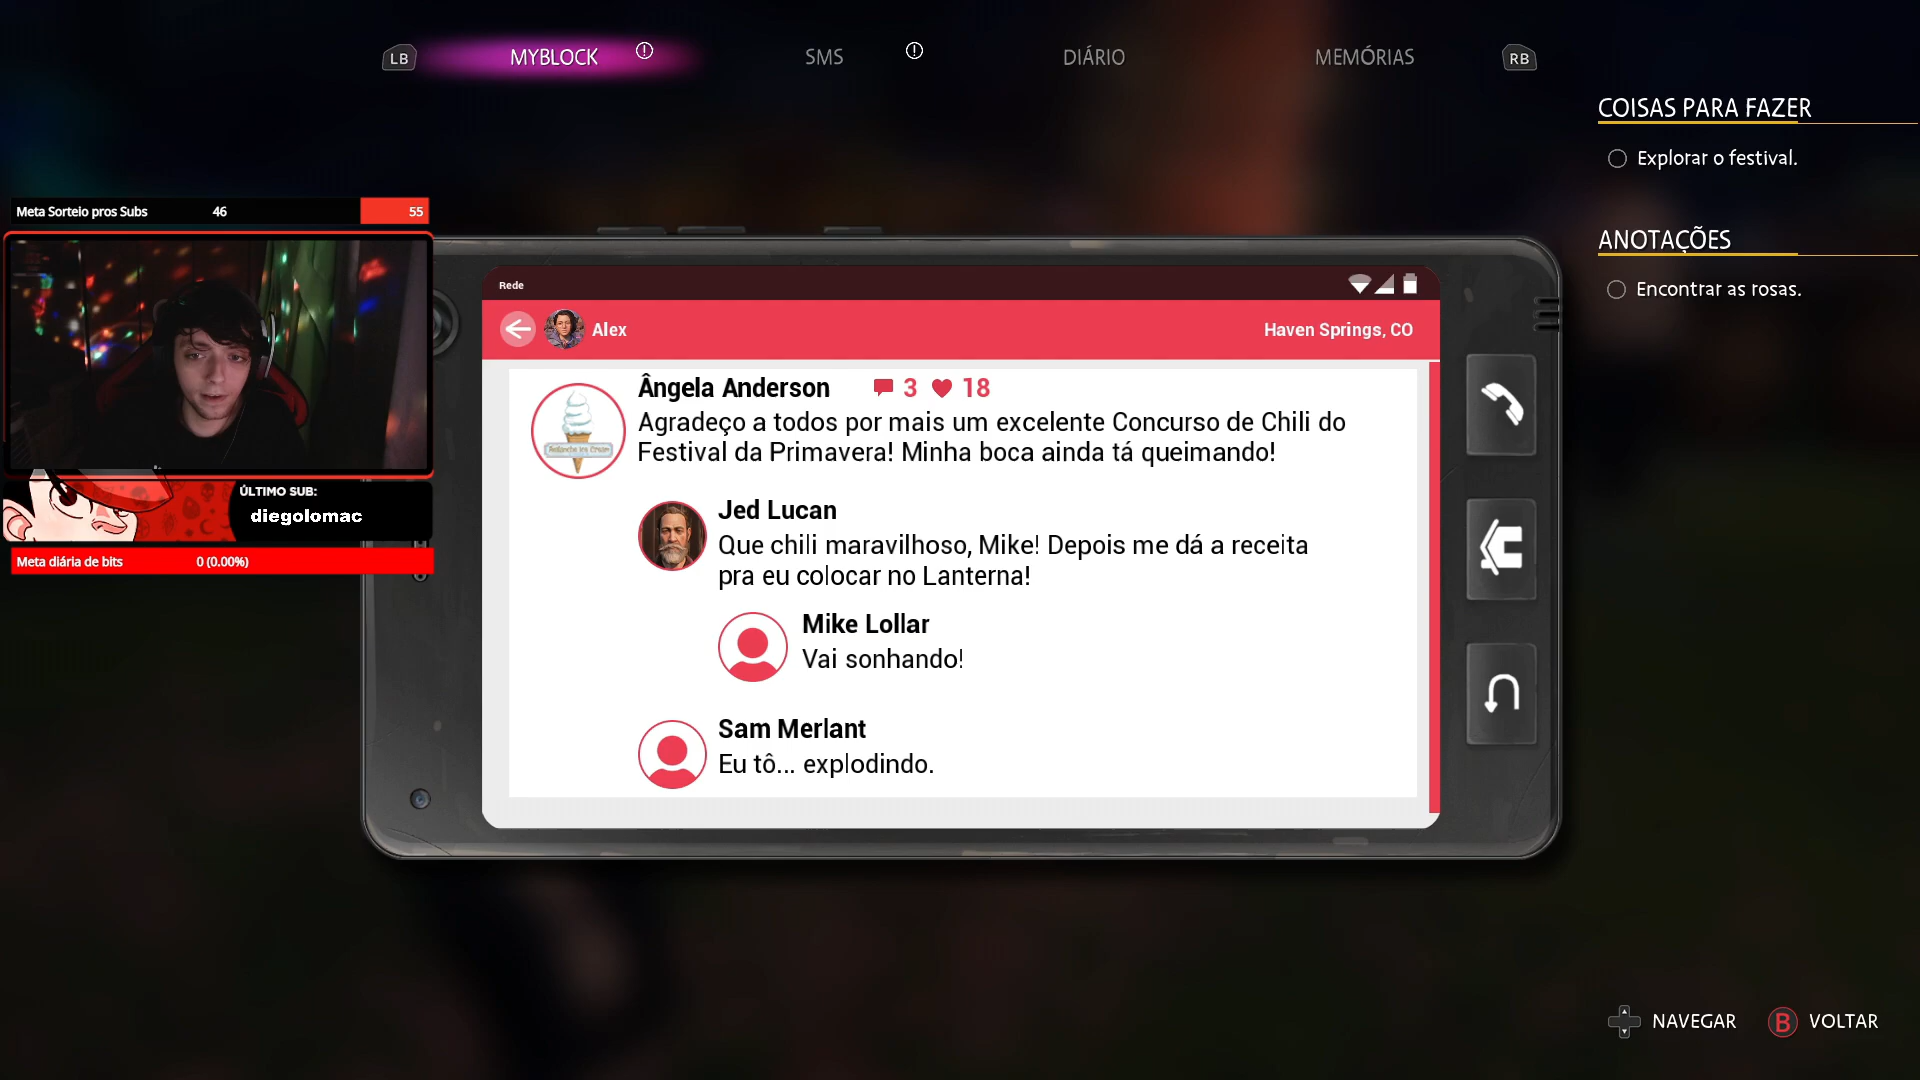 LB
MYBLOCK
SMS
DIÁRIO
MEMÓRIAS
RB
COISAS PARA FAZER
Explorar o festival.
ANOTAÇÕES
Encontrar as rosas.
Meta Sorteio pros Subs 46 55
ÚLTIMO SUB:
diegolomac
Meta diária de bits 0 (0.00%)
Rede
Alex
Haven Springs, CO
Ângela Anderson 3 18
Agradeço a todos por mais um excelente Concurso de Chili do
Festival da Primavera! Minha boca ainda tá queimando!
Jed Lucan
Que chili maravilhoso, Mike! Depois me dá a receita
pra eu colocar no Lanterna!
Mike Lollar
Vai sonhando!
Sam Merlant
Eu tô... explodindo.
NAVEGAR
B VOLTAR